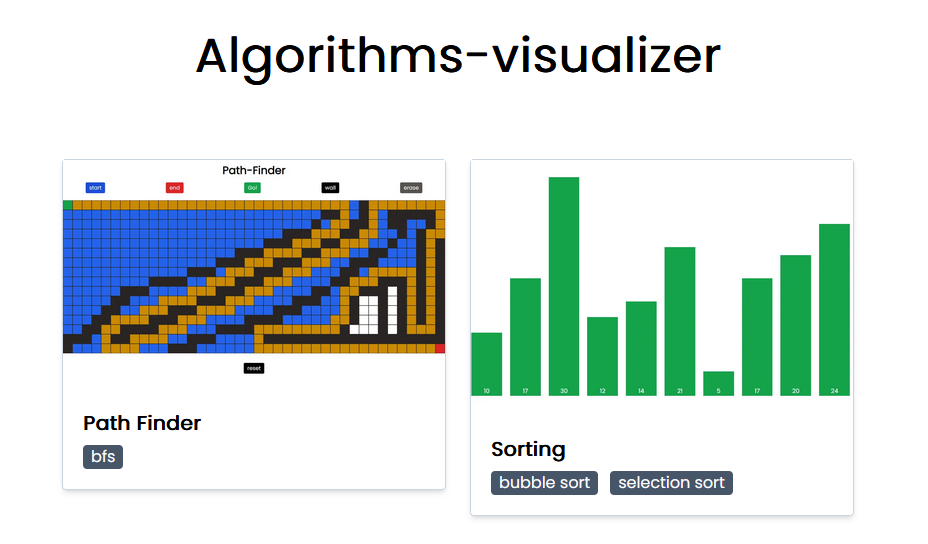 Algorithms-visualizer
Path-Finder
start end Go! wall erase
reset
Path Finder
bfs
10 17 30 12 14 21 5 17 20 24
Sorting
bubble sort selection sort